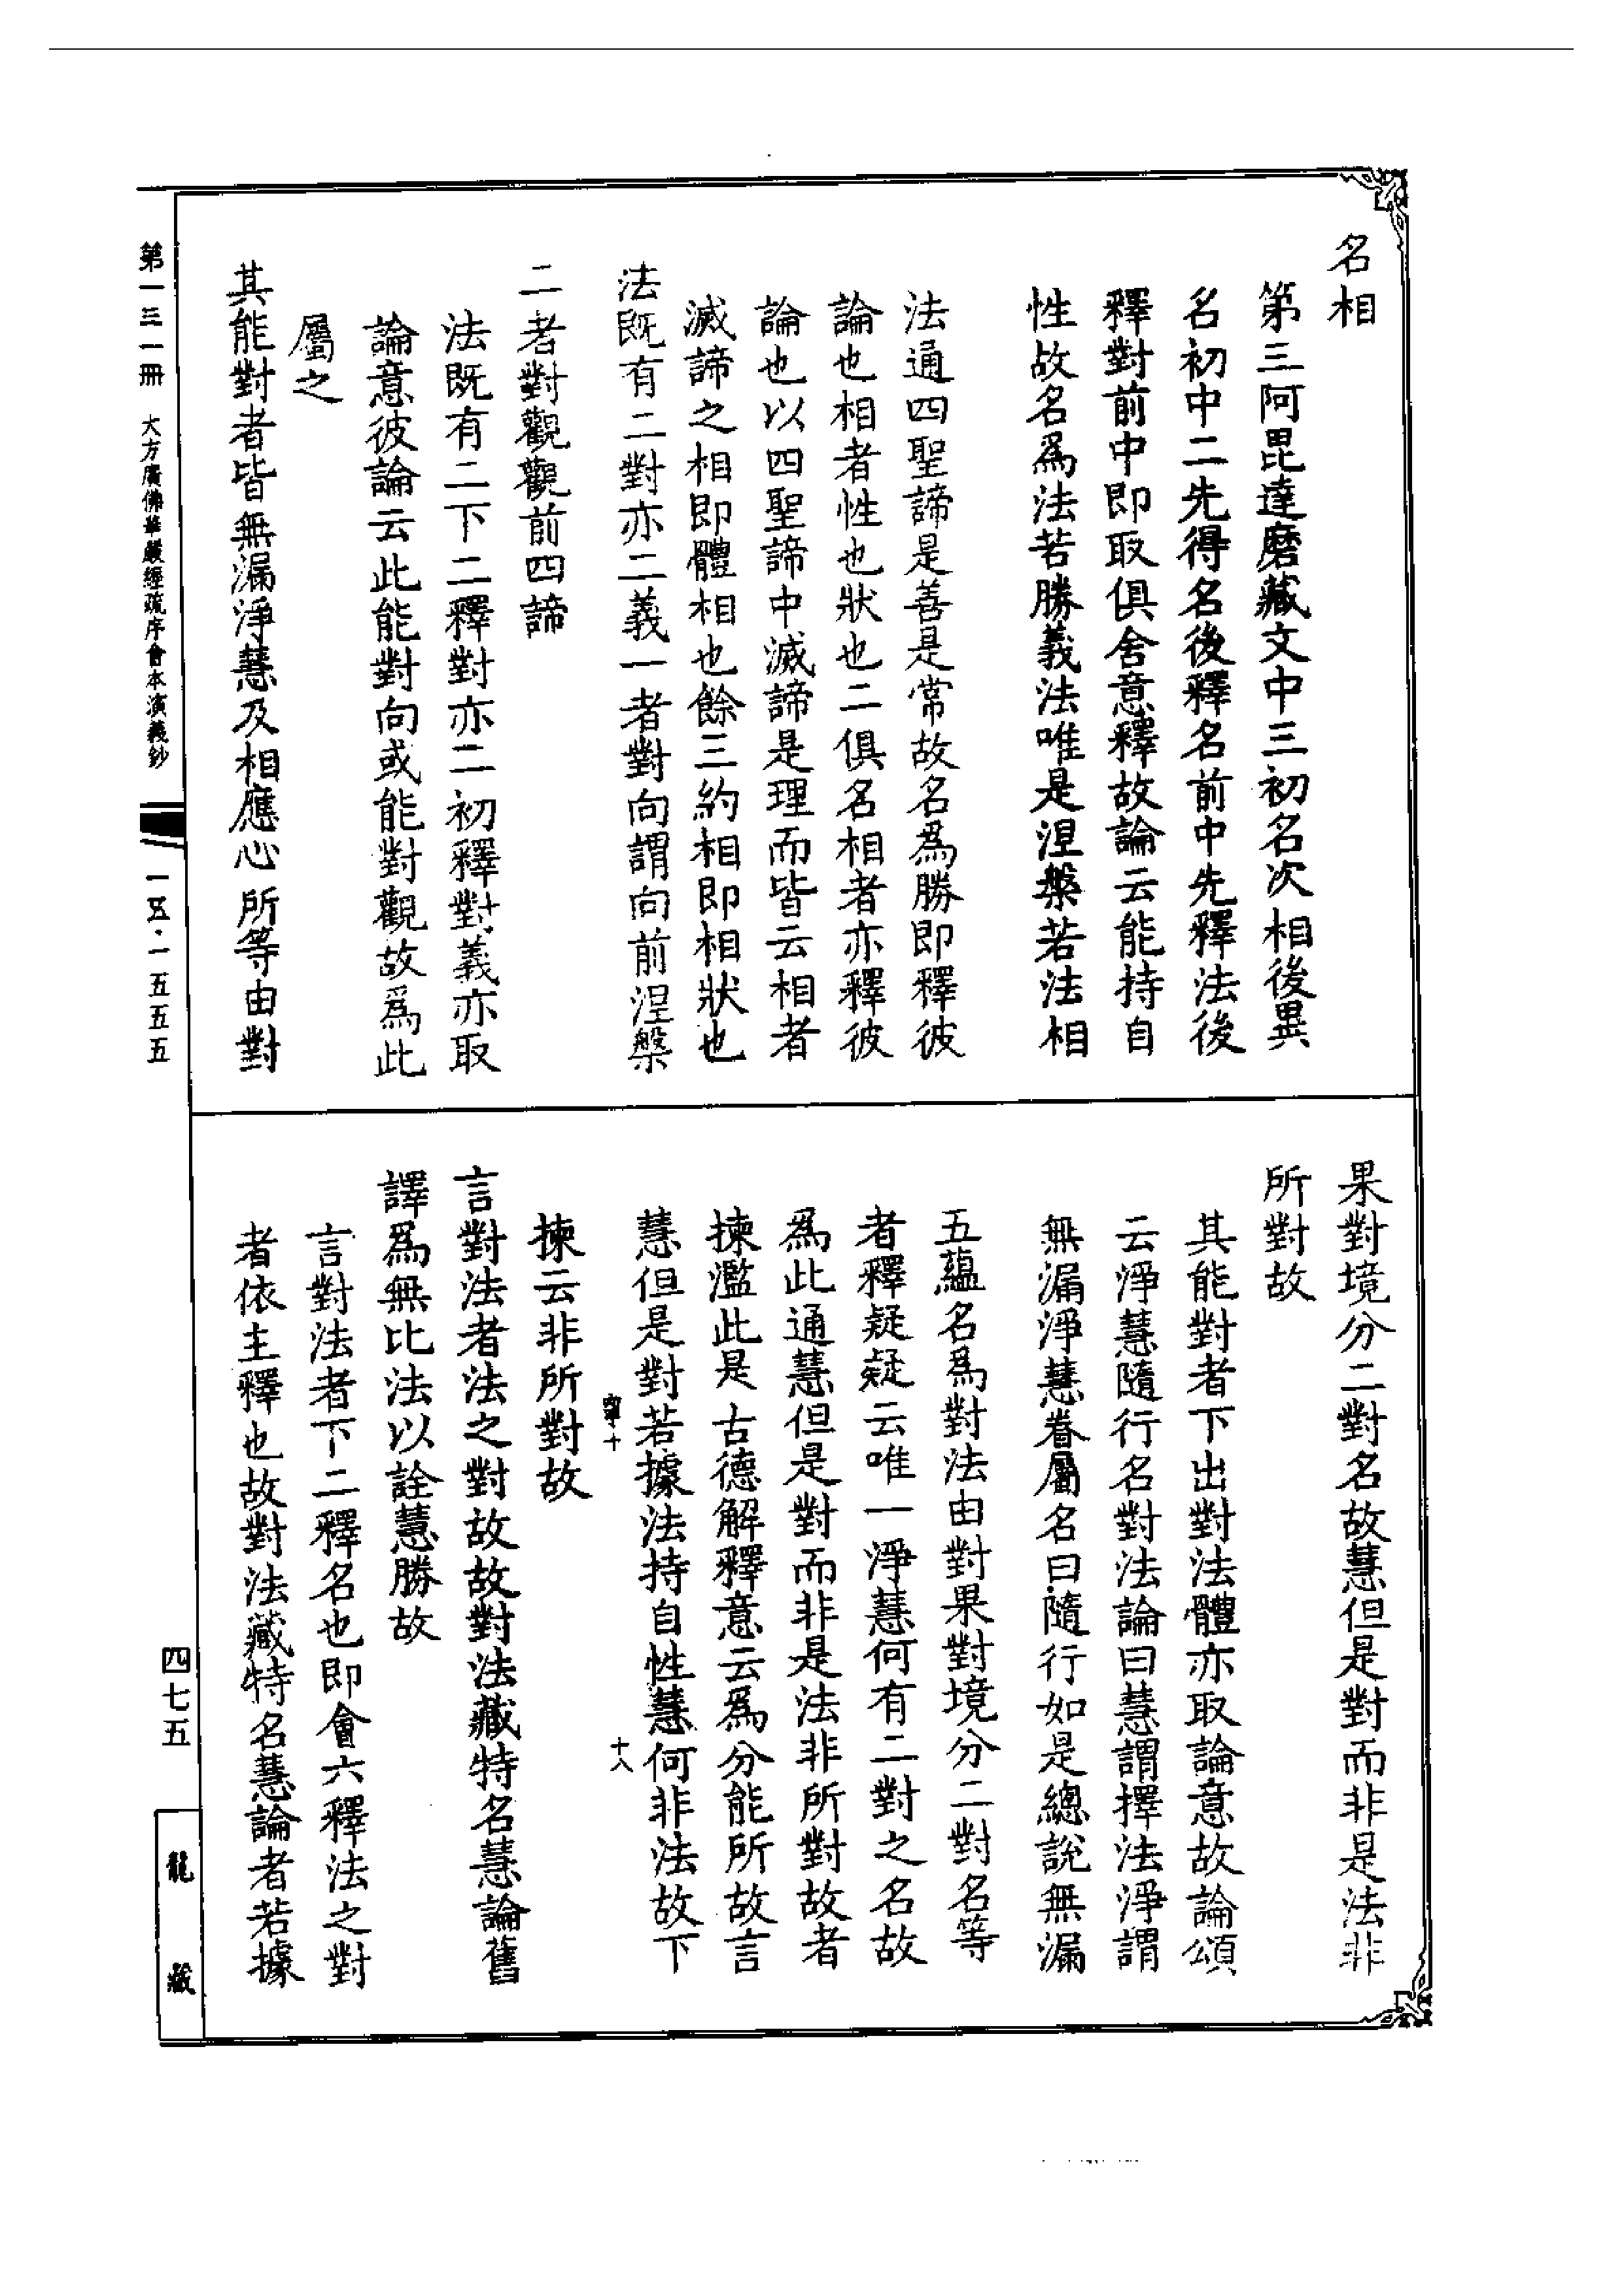 名相
第三阿毘達磨藏文中三初名次相後異
名初中二先得名後釋名前中先釋法後
釋對前中即取俱舍意釋故論云能持自
性故名爲法若勝義法唯是涅槃若法相
法通四聖諦是善是常故名爲勝即釋彼
論也相者性也狀也二俱名相者亦釋彼
論也以四聖諦中滅諦是理而皆云相者
滅諦之相即體相也餘三約相即相狀也
法既有二對亦二義一者對向謂向前涅槃
二者對觀觀前四諦
法既有二下二釋對亦二初釋對義亦取
論意彼論云此能對向或能對觀故爲此
屬之
其能對者皆無漏淨慧及相應心所等由對
果對境分二對名故慧但是對而非是法非
所對故
其能對者下出對法體亦取論意故論頌
云淨慧隨行名對法論曰慧謂擇法淨謂
無漏淨慧眷屬名曰隨行如是總說無漏
五蘊名爲對法由對果對境分二對名等
者釋疑疑云唯一淨慧何有二對之名故
爲此通慧但是對而非是法非所對故者
揀濫此是古德解釋意云爲分能所故言
慧但是對若據法持自性慧何非法故下
十
十八
揀云非所對故
言對法者法之對故故對法藏特名慧論舊
譯爲無比法以詮慧勝故
言對法者下二釋名也即會六釋法之對
者依主釋也故對法藏特名慧論者若據
第一三一冊 大方廣佛華嚴經疏序會本演義鈔
一五·一五五五
四七五
龍藏